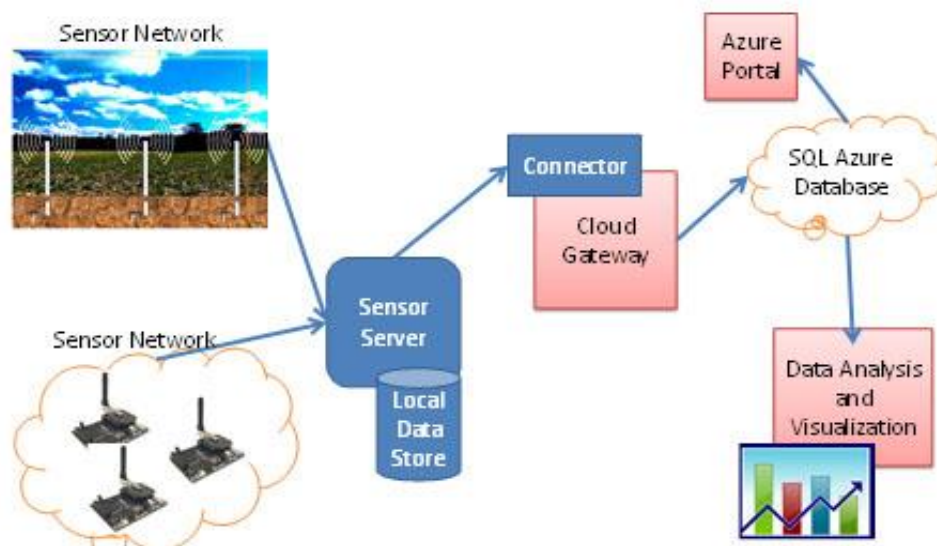 Sensor Network
Azure
Portal
Connector
SQL Azure
Database
Cloud
Gateway
Sensor
Server
Sensor Network
Local
Data
Store
Data Analysis
and
Visualization